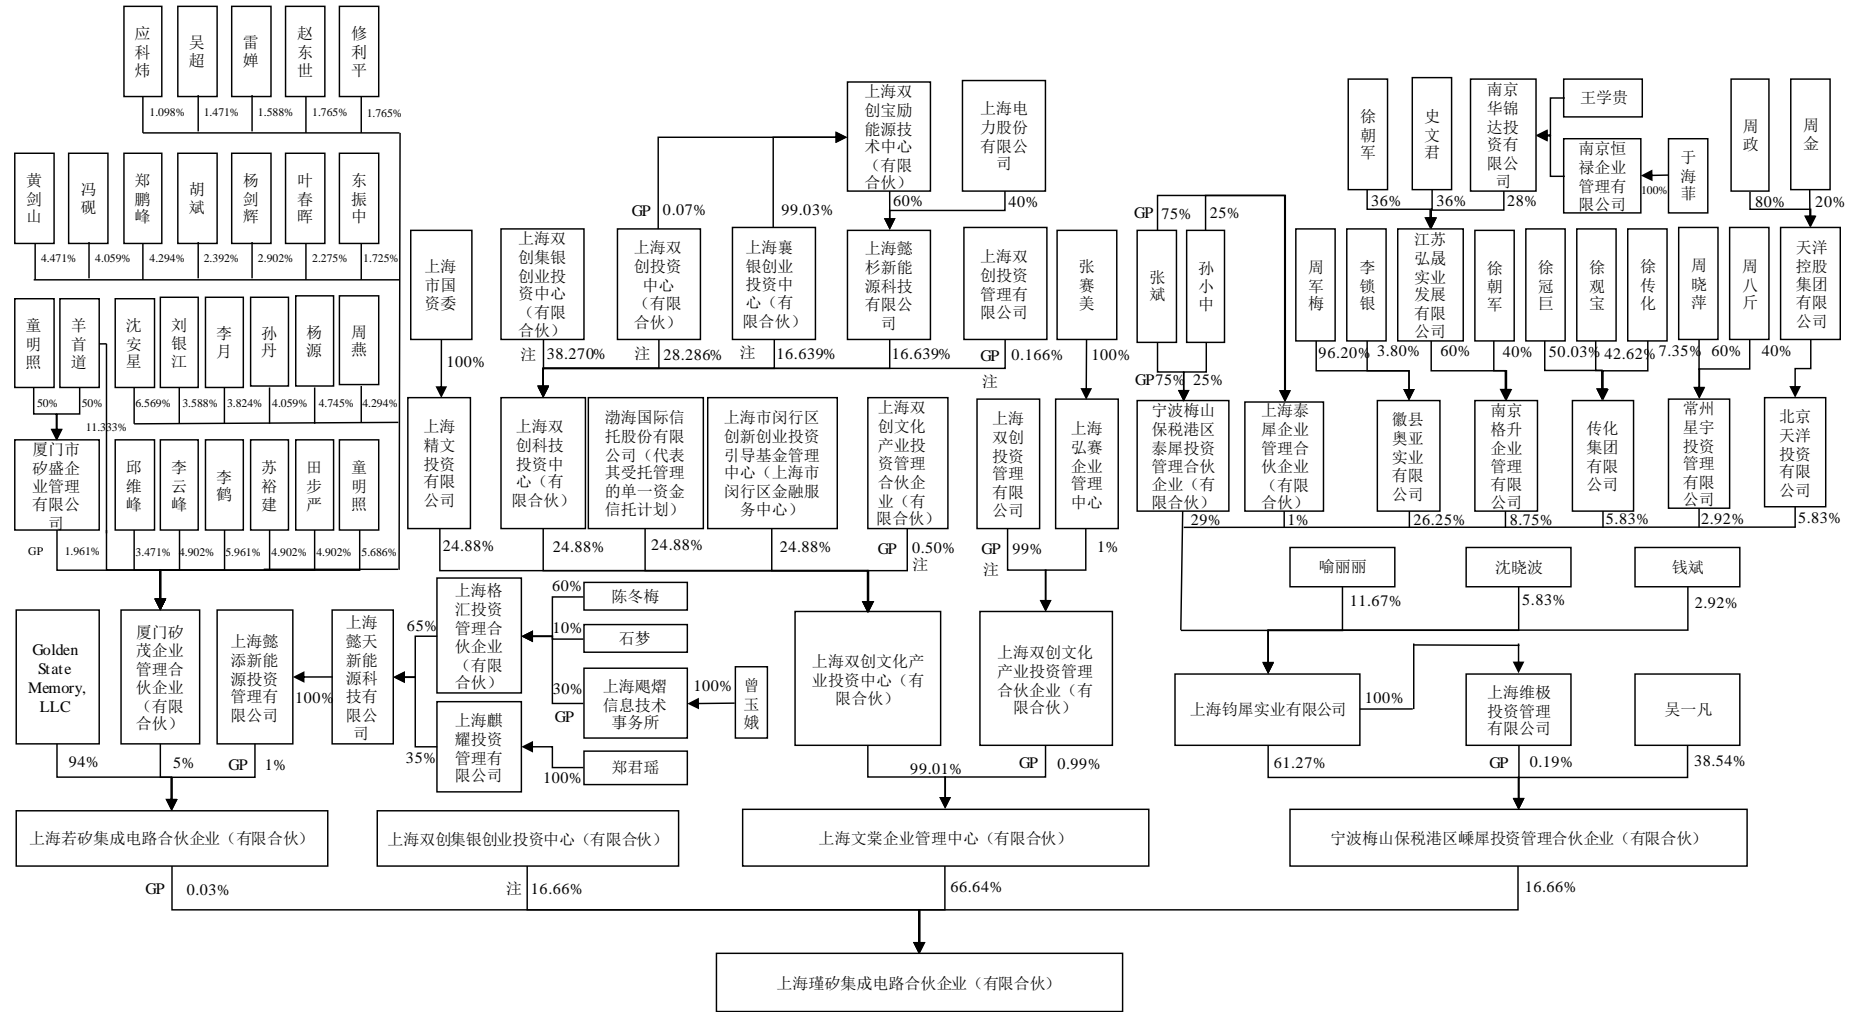 应科炜
吴超
雷婵
赵东世
修利平
1.098%
1.471%
1.588%
1.765%
1.765%
黄剑山
冯砚
郑鹏峰
胡斌
杨剑辉
叶春晖
东振中
4.471%
4.059%
4.294%
2.392%
2.902%
2.275%
1.725%
童明照
羊首道
沈安星
刘银江
李月
孙丹
杨源
周燕
50%
50%
11.333%
6.569%
3.588%
3.824%
4.059%
4.745%
4.294%
厦门市
矽盛企
业管理
有限公
司
邱维峰
李云峰
李鹤
苏裕建
田步严
童明照
GP
1.961%
3.471%
4.902%
5.961%
4.902%
4.902%
5.686%
Golden
State
Memory,
LLC
厦门矽
茂企业
管理合
伙企业
（有限
合伙）
上海懿
添新能
源投资
管理有
限公司
100%
上海
懿天
新能
源科
技有
限公
司
65%
35%
上海格
汇投资
管理合
伙企业
（有限
合伙）
上海麒
耀投资
管理有
限公司
60%
10%
30%
GP
100%
陈冬梅
石梦
上海飓熠
信息技术
事务所
100%
曾玉娥
郑君瑶
94%
5%
GP
1%
上海双
创宝励
能源技
术中心
（有限
合伙）
上海电
力股份
有限公
司
GP
0.07%
99.03%
60%
40%
上海市国资委
上海双
创集银
创业投
资中心
（有限
合伙）
上海双
创投资
中心
（有限
合伙）
上海襄
银创业
投资中
心（有
限合伙）
上海懿
杉新能
源科技
有限公
司
上海双
创投资
管理有
限公司
张赛美
100%
注
38.270%
注
28.286%
注
16.639%
16.639%
GP
0.166%
注
100%
上海
精文
投资
有限
公司
上海双
创科技
投资中
心（有
限合伙）
渤海国际信
托股份有限
公司（代表
其受托管理
的单一资金
信托计划）
上海市闵行区
创新创业投资
引导基金管理
中心（上海市
闵行区金融服
务中心）
上海双
创文化
产业投
资管理
合伙企
业（有
限合伙）
上海
双创
投资
管理
有限
公司
上海
弘赛
企业
管理
中心
24.88%
24.88%
24.88%
24.88%
GP
0.50%
注
GP
99%
注
1%
上海双创文化产
业投资中心（有
限合伙）
上海双创文化
产业投资管理
合伙企业（有
限合伙）
99.01%
GP
0.99%
GP
75%
25%
张斌
孙小中
GP
75%
25%
徐朝军
史文君
南京
华锦
达投
资有
限公
司
王学贵
南京恒
禄企业
管理有
限公司
100%
于海菲
周政
周金
36%
36%
28%
80%
20%
周军梅
李锁银
江苏
弘晟
实业
发展
有限
公司
徐朝军
徐冠巨
徐观宝
徐传化
周晓萍
周八斤
天洋
控股
集团
有限
公司
96.20%
3.80%
60%
40%
50.03%
42.62%
7.35%
60%
40%
宁波梅山
保税港区
泰犀投资
管理合伙
企业（有
限合伙）
上海泰
犀企业
管理合
伙企业
（有限
合伙）
徽县
奥亚
实业
有限
公司
南京
格升
企业
管理
有限
公司
传化
集团
有限
公司
常州
星宇
投资
管理
有限
公司
北京
天洋
投资
有限
公司
29%
1%
26.25%
8.75%
5.83%
2.92%
5.83%
喻丽丽
沈晓波
钱斌
11.67%
5.83%
2.92%
上海钧犀实业有限公司
100%
上海维极
投资管理
有限公司
吴一凡
61.27%
GP
0.19%
38.54%
上海若矽集成电路合伙企业（有限合伙）
上海双创集银创业投资中心（有限合伙）
上海文棠企业管理中心（有限合伙）
宁波梅山保税港区嵊犀投资管理合伙企业（有限合伙）
GP
0.03%
注
16.66%
66.64%
16.66%
上海瑾矽集成电路合伙企业（有限合伙）